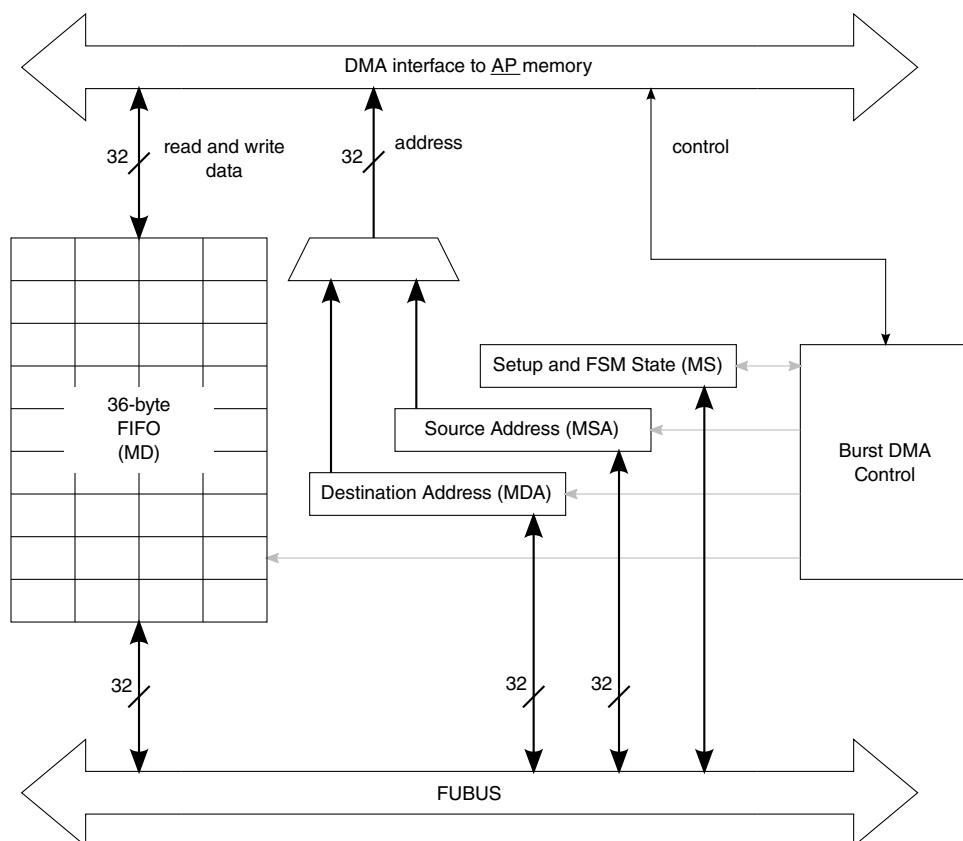 DMA interface to AP memory
32
read and write
data
32
address
control
Setup and FSM State (MS)
36-byte
FIFO
(MD)
Source Address (MSA)
Burst DMA
Control
Destination Address (MDA)
32
32
32
FUBUS